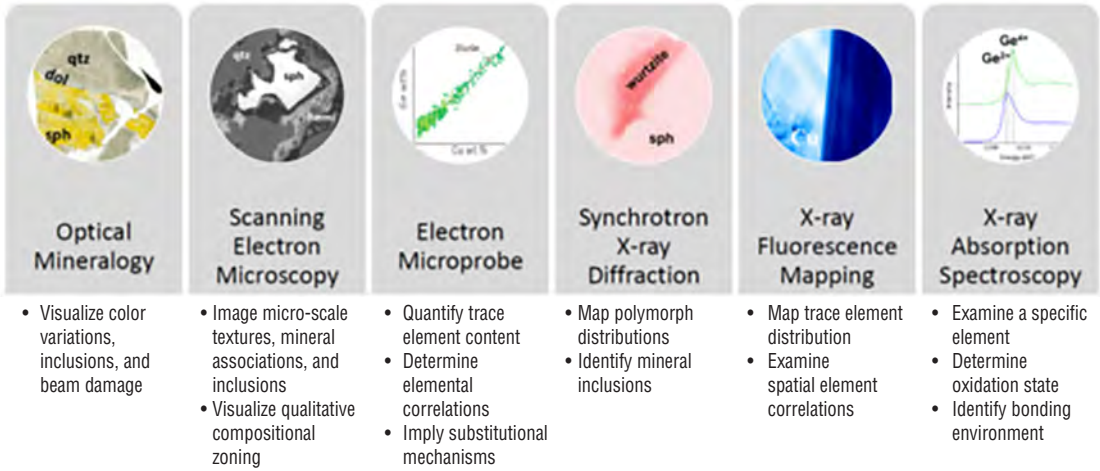 qtz
dol
sph
Optical
Mineralogy
• Visualize color
variations,
inclusions, and
beam damage
qtz
sph
Scanning
Electron
Microscopy
• Image micro-scale
textures, mineral
associations, and
inclusions
• Visualize qualitative
compositional
zoning
Cu wt %
Electron
Microprobe
• Quantify trace
element content
• Determine
elemental
correlations
• Imply substitutional
mechanisms
wurtzite
sph
Synchrotron
X-ray
Diffraction
• Map polymorph
distributions
• Identify mineral
inclusions
Cu
X-ray
Fluorescence
Mapping
• Map trace element
distribution
• Examine
spatial element
correlations
Ge4+
Ge2+
X-ray
Absorption
Spectroscopy
• Examine a specific
element
• Determine
oxidation state
• Identify bonding
environment